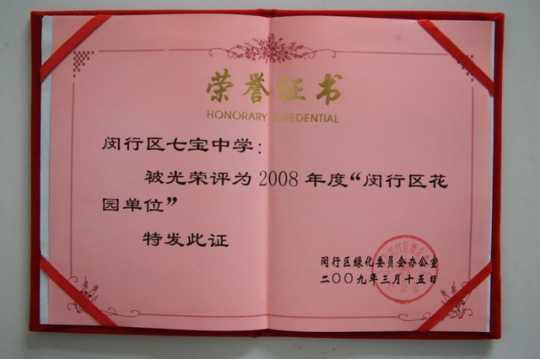 荣誉证书
HONORARY CREDENTIAL
闵行区七宝中学：
被光荣评为2008年度“闵行区花
园单位”
特发此证
闵行区绿化委员会办公室
二〇〇九年三月十五日